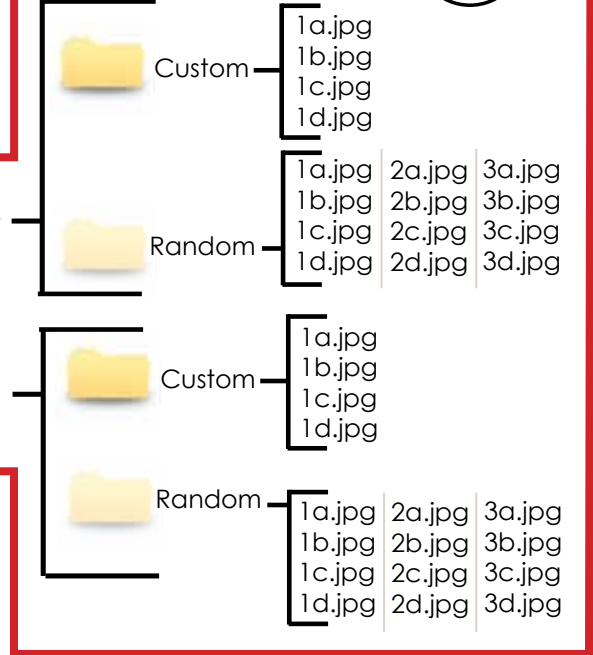 1a.jpg
Custom 1b.jpg
1c.jpg
1d.jpg
1a.jpg 2a.jpg 3a.jpg
1b.jpg 2b.jpg 3b.jpg
Random 1c.jpg 2c.jpg 3c.jpg
1d.jpg 2d.jpg 3d.jpg
1a.jpg
1b.jpg
Custom 1c.jpg
1d.jpg
Random 1a.jpg 2a.jpg 3a.jpg
1b.jpg 2b.jpg 3b.jpg
1c.jpg 2c.jpg 3c.jpg
1d.jpg 2d.jpg 3d.jpg